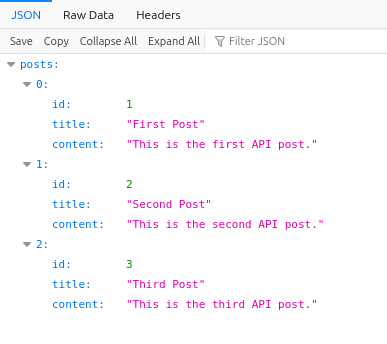 JSON Raw Data Headers
Save Copy Collapse All Expand All Filter JSON
posts:
0:
id: 1
title: "First Post"
content: "This is the first API post."
1:
id: 2
title: "Second Post"
content: "This is the second API post."
2:
id: 3
title: "Third Post"
content: "This is the third API post."